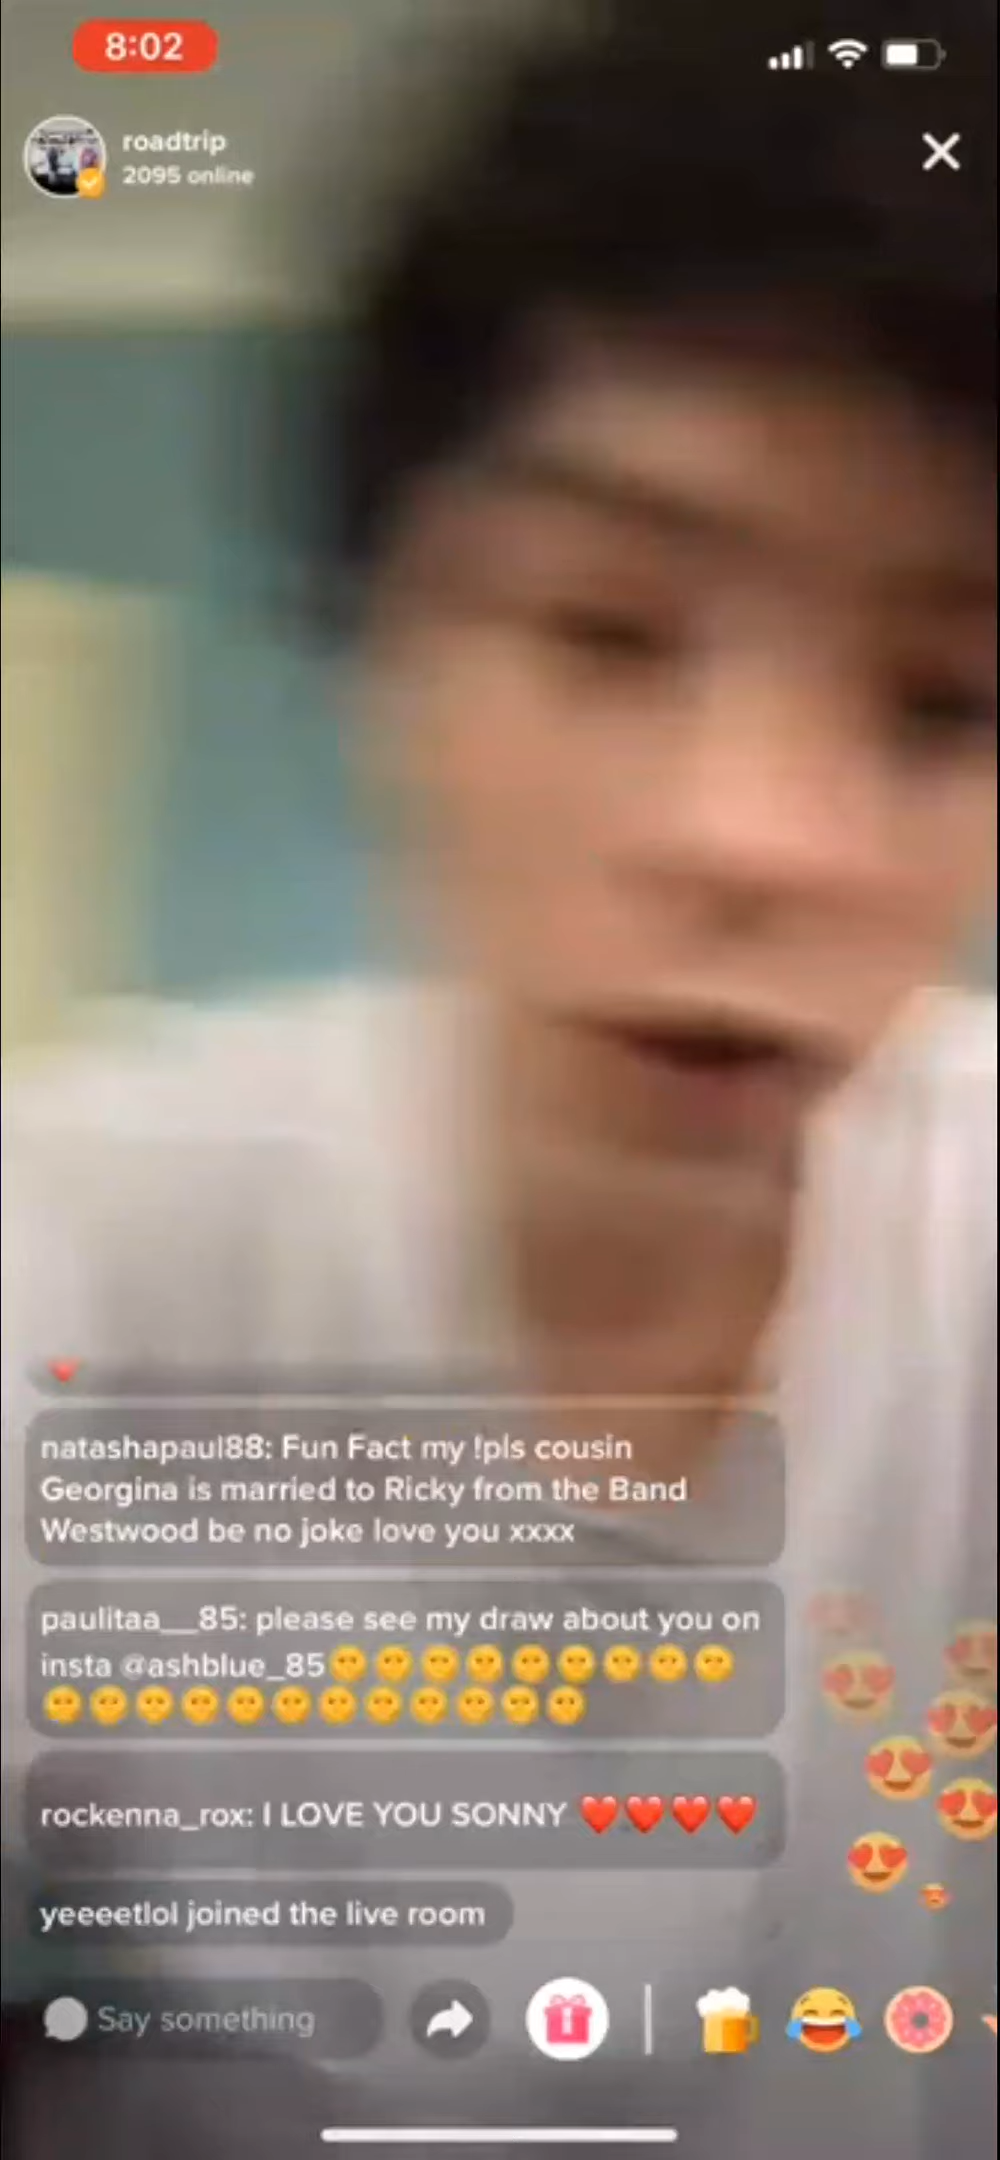 8:02
roadtrip
2095 online
natashapaul88: Fun Fact my !pls cousin
Georgina is married to Ricky from the Band
Westwood be no joke love you xxxx
paulitaa__85: please see my draw about you on
insta @ashblue_85😶😶😶😶😶😶😶😶😶
😶😶😶😶😶😶😶😶😶😶😶😶
rockenna_rox: I LOVE YOU SONNY ❤️❤️❤️❤️
yeeeetlol joined the live room
Say something